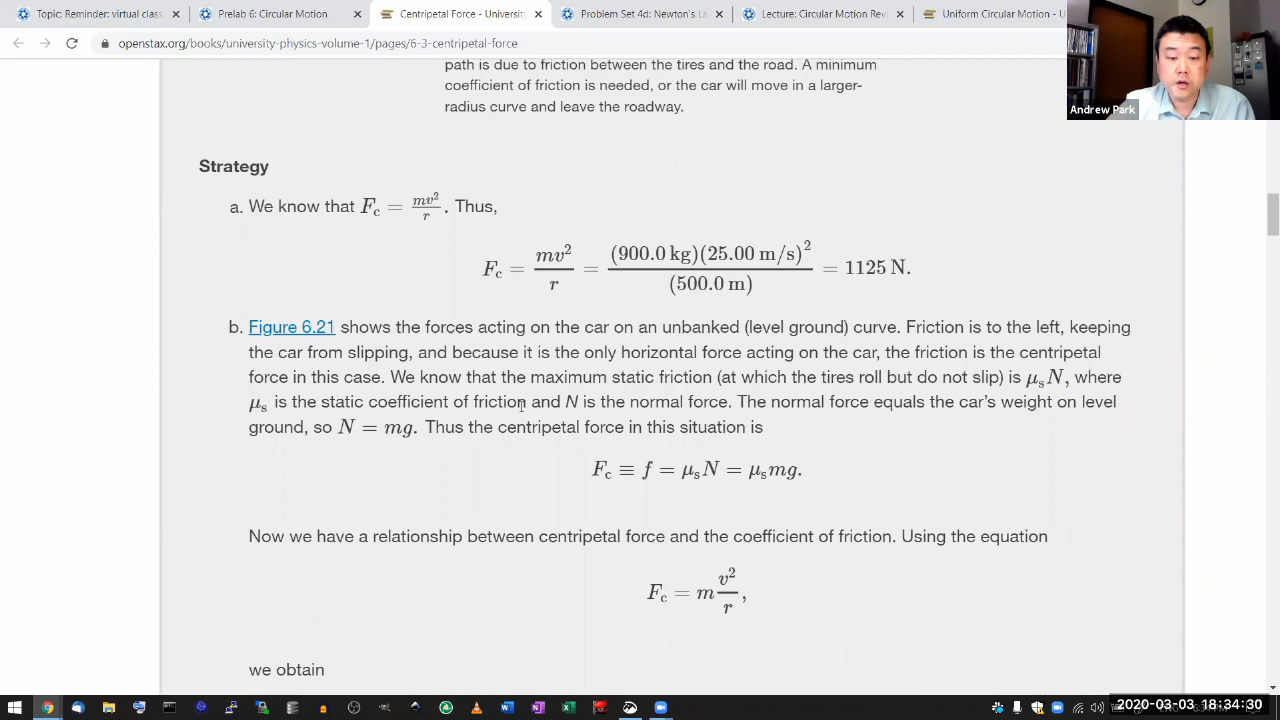 Topic: Reminder: virtual class
Prelab 6: Circular Motion
Centripetal Force - University
Problem Set 4d: Newton's La
Lecture: Circular Motion Rev
Uniform Circular Motion - U
openstax.org/books/university-physics-volume-1/pages/6-3-centripetal-force
Andrew Park
path is due to friction between the tires and the road. A minimum
coefficient of friction is needed, or the car will move in a larger-
radius curve and leave the roadway.
Strategy
a. We know that F_c = mv²/r. Thus,
F_c = mv²/r = (900.0 kg)(25.00 m/s)²/(500.0 m) = 1125 N.
b. Figure 6.21 shows the forces acting on the car on an unbanked (level ground) curve. Friction is to the left, keeping
the car from slipping, and because it is the only horizontal force acting on the car, the friction is the centripetal
force in this case. We know that the maximum static friction (at which the tires roll but do not slip) is μ_sN, where
μ_s is the static coefficient of friction and N is the normal force. The normal force equals the car's weight on level
ground, so N = mg. Thus the centripetal force in this situation is
F_c ≡ f = μ_sN = μ_smg.
Now we have a relationship between centripetal force and the coefficient of friction. Using the equation
F_c = m v²/r,
we obtain
2020-03-03 18:34:30